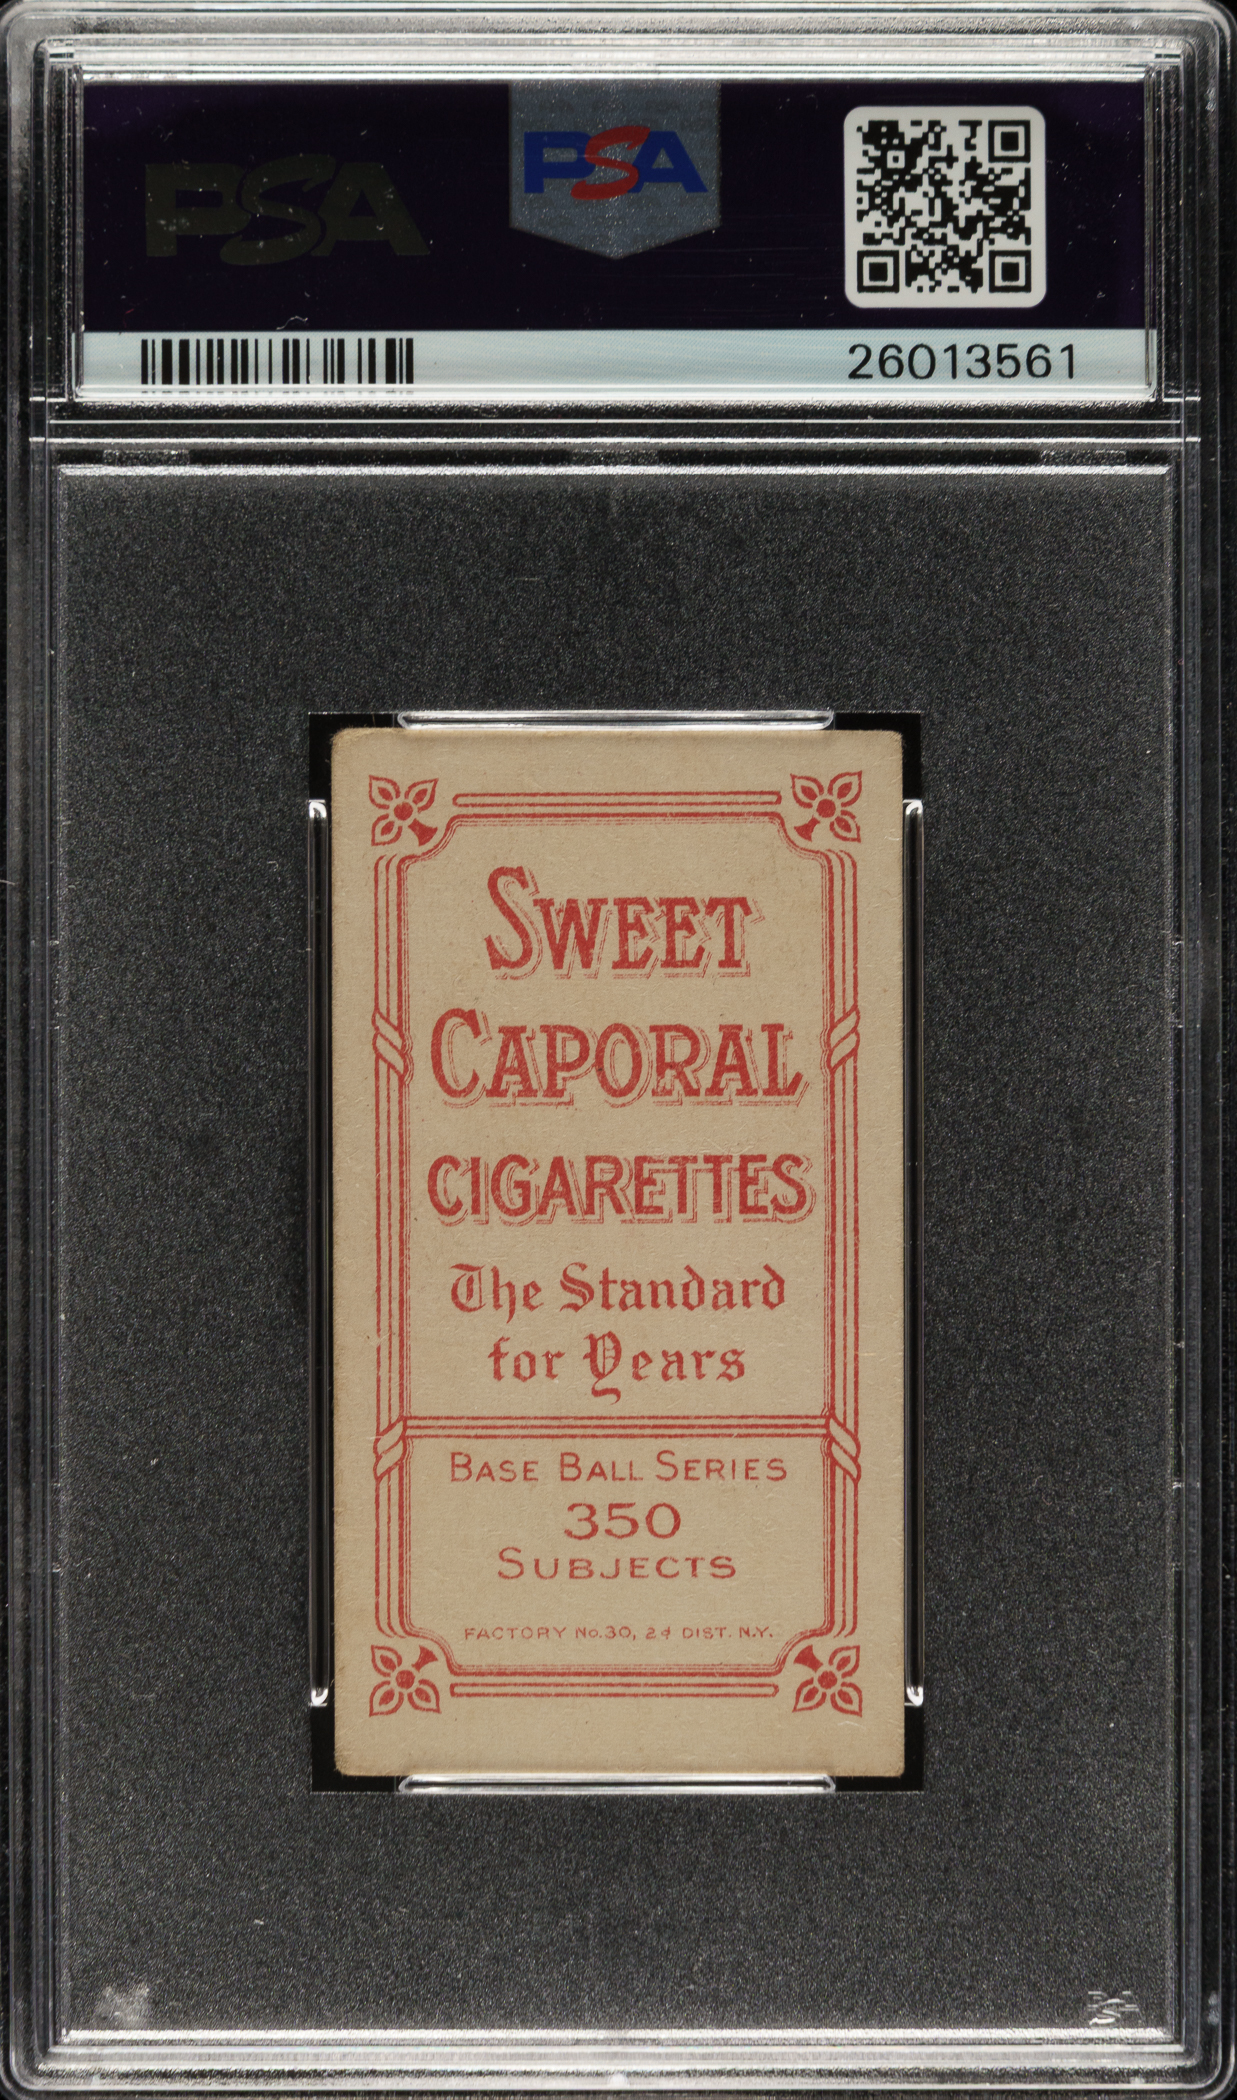 PSA
PSA
26013561
SWEET
CAPORAL
CIGARETTES
The Standard
for Years
BASE BALL SERIES
350
SUBJECTS
FACTORY No. 30, 2d DIST. N.Y.
PSA